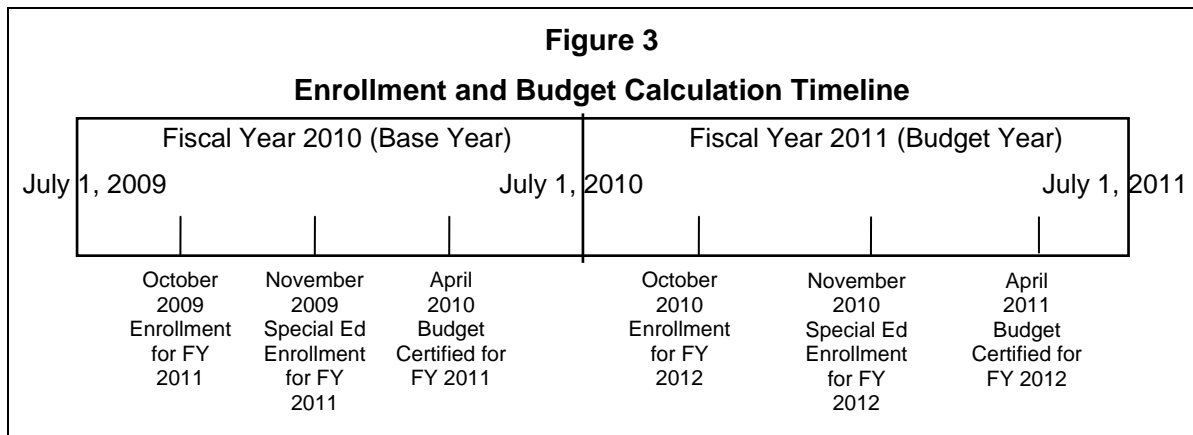 Figure 3
Enrollment and Budget Calculation Timeline
Fiscal Year 2010 (Base Year)
Fiscal Year 2011 (Budget Year)
July 1, 2009
July 1, 2010
July 1, 2011
October
2009
Enrollment
for FY
2011
November
2009
Special Ed
Enrollment
for FY
2011
April
2010
Budget
Certified for
FY 2011
October
2010
Enrollment
for FY
2012
November
2010
Special Ed
Enrollment
for FY
2012
April
2011
Budget
Certified for
FY 2012